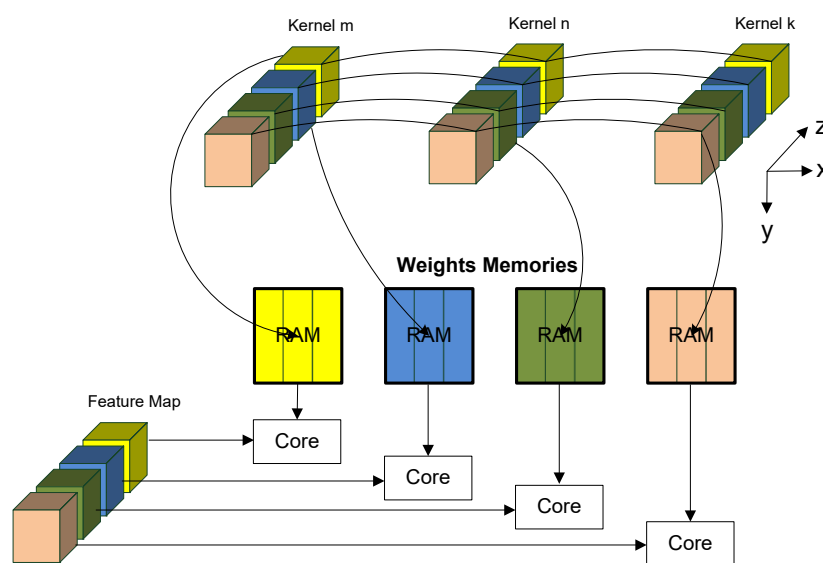 Kernel m
Kernel n
Kernel k
z
x
y
Weights Memories
RAM
RAM
RAM
RAM
Feature Map
Core
Core
Core
Core